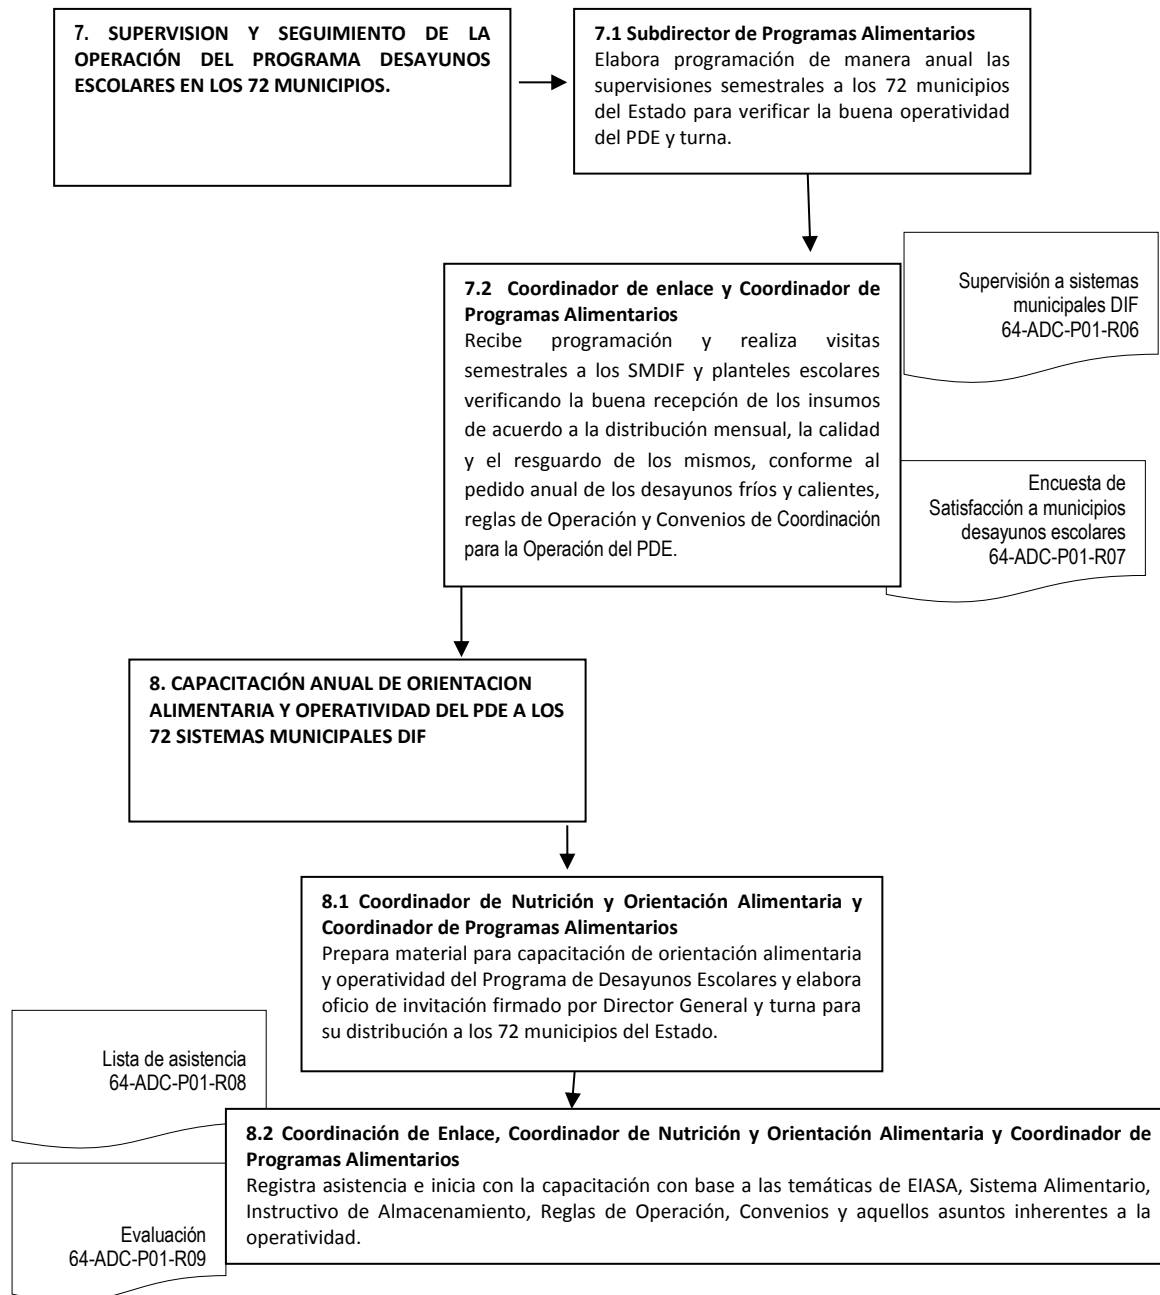 7. SUPERVISION Y SEGUIMIENTO DE LA
OPERACIÓN DEL PROGRAMA DESAYUNOS
ESCOLARES EN LOS 72 MUNICIPIOS.
7.1 Subdirector de Programas Alimentarios
Elabora programación de manera anual las
supervisiones semestrales a los 72 municipios
del Estado para verificar la buena operatividad
del PDE y turna.
7.2 Coordinador de enlace y Coordinador de
Programas Alimentarios
Recibe programación y realiza visitas
semestrales a los SMDIF y planteles escolares
verificando la buena recepción de los insumos
de acuerdo a la distribución mensual, la calidad
y el resguardo de los mismos, conforme al
pedido anual de los desayunos fríos y calientes,
reglas de Operación y Convenios de Coordinación
para la Operación del PDE.
Supervisión a sistemas
municipales DIF
64-ADC-P01-R06
Encuesta de
Satisfacción a municipios
desayunos escolares
64-ADC-P01-R07
8. CAPACITACIÓN ANUAL DE ORIENTACION
ALIMENTARIA Y OPERATIVIDAD DEL PDE A LOS
72 SISTEMAS MUNICIPALES DIF
8.1 Coordinador de Nutrición y Orientación Alimentaria y
Coordinador de Programas Alimentarios
Prepara material para capacitación de orientación alimentaria
y operatividad del Programa de Desayunos Escolares y elabora
oficio de invitación firmado por Director General y turna para
su distribución a los 72 municipios del Estado.
Lista de asistencia
64-ADC-P01-R08
8.2 Coordinación de Enlace, Coordinador de Nutrición y Orientación Alimentaria y Coordinador de
Programas Alimentarios
Registra asistencia e inicia con la capacitación con base a las temáticas de EIASA, Sistema Alimentario,
Instructivo de Almacenamiento, Reglas de Operación, Convenios y aquellos asuntos inherentes a la
operatividad.
Evaluación
64-ADC-P01-R09